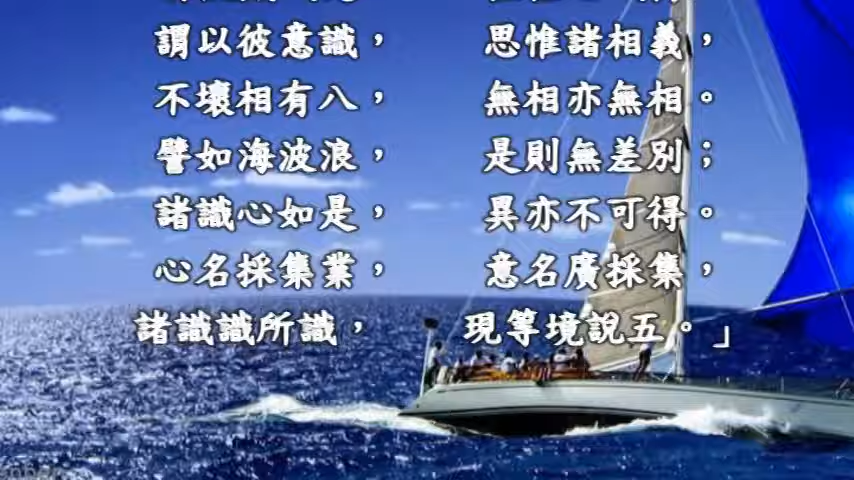 謂以彼意識， 思惟諸相義，
不壞相有八， 無相亦無相。
譬如海波浪， 是則無差別；
諸識心如是， 異亦不可得。
心名採集業， 意名廣採集，
諸識識所識， 現等境說五。」